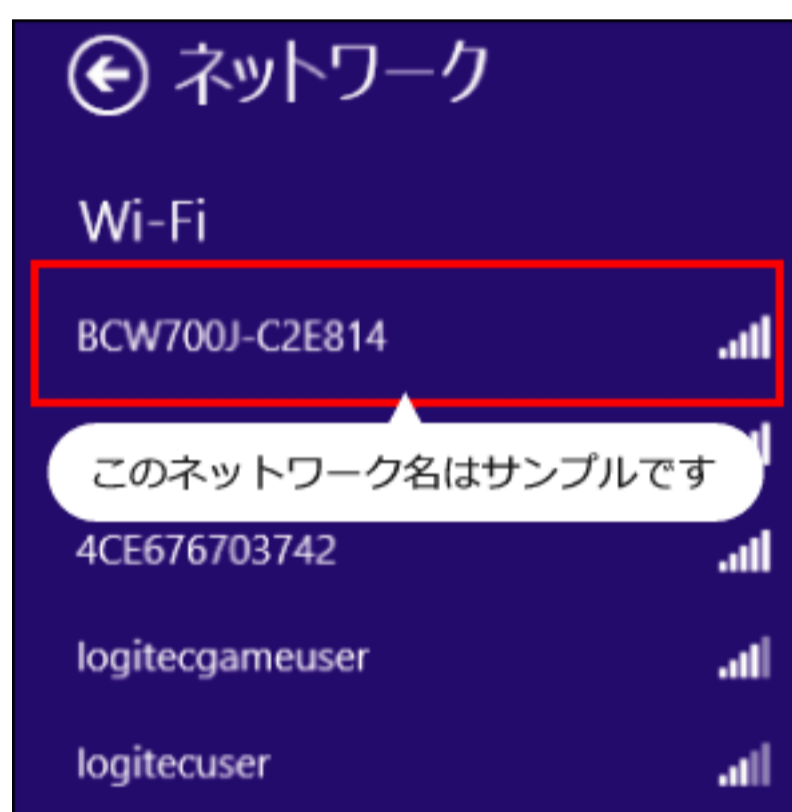 ネットワーク
Wi-Fi
BCW700J-C2E814
このネットワーク名はサンプルです
4CE676703742
logitecgameuser
logitecuser